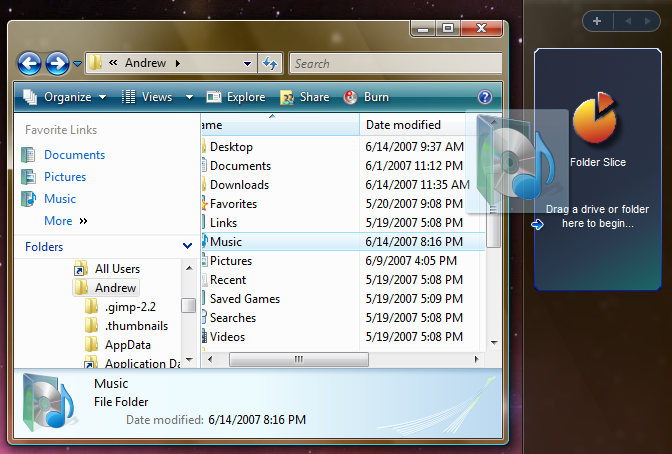 « Andrew
Search
Organize Views Explore Share Burn ?
Favorite Links
Documents
Pictures
Music
More »
Folders
All Users
Andrew
.gimp-2.2
.thumbnails
AppData
Application Da
ame Date modified
Desktop 6/14/2007 9:37 AM
Documents 6/1/2007 11:12 PM
Downloads 6/14/2007 11:35 AM
Favorites 5/20/2007 9:08 PM
Links 5/19/2007 5:08 PM
Music 6/14/2007 8:16 PM
Pictures 6/9/2007 4:05 PM
Recent 5/19/2007 5:08 PM
Saved Games 5/19/2007 5:09 PM
Searches 5/19/2007 5:08 PM
Videos 5/19/2007 5:08 PM
Music
File Folder
Date modified: 6/14/2007 8:16 PM
Folder Slice
Drag a drive or folder
here to begin...